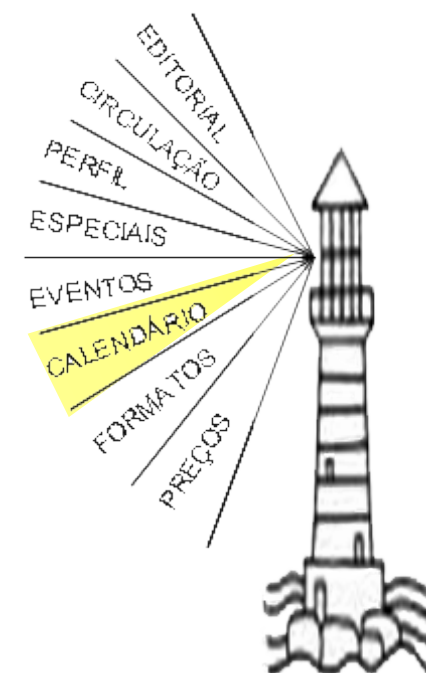 EDITORIAL
CIRCULAÇÃO
PERFIL
ESPECIAIS
EVENTOS
CALENDÁRIO
FORMATOS
PREÇOS